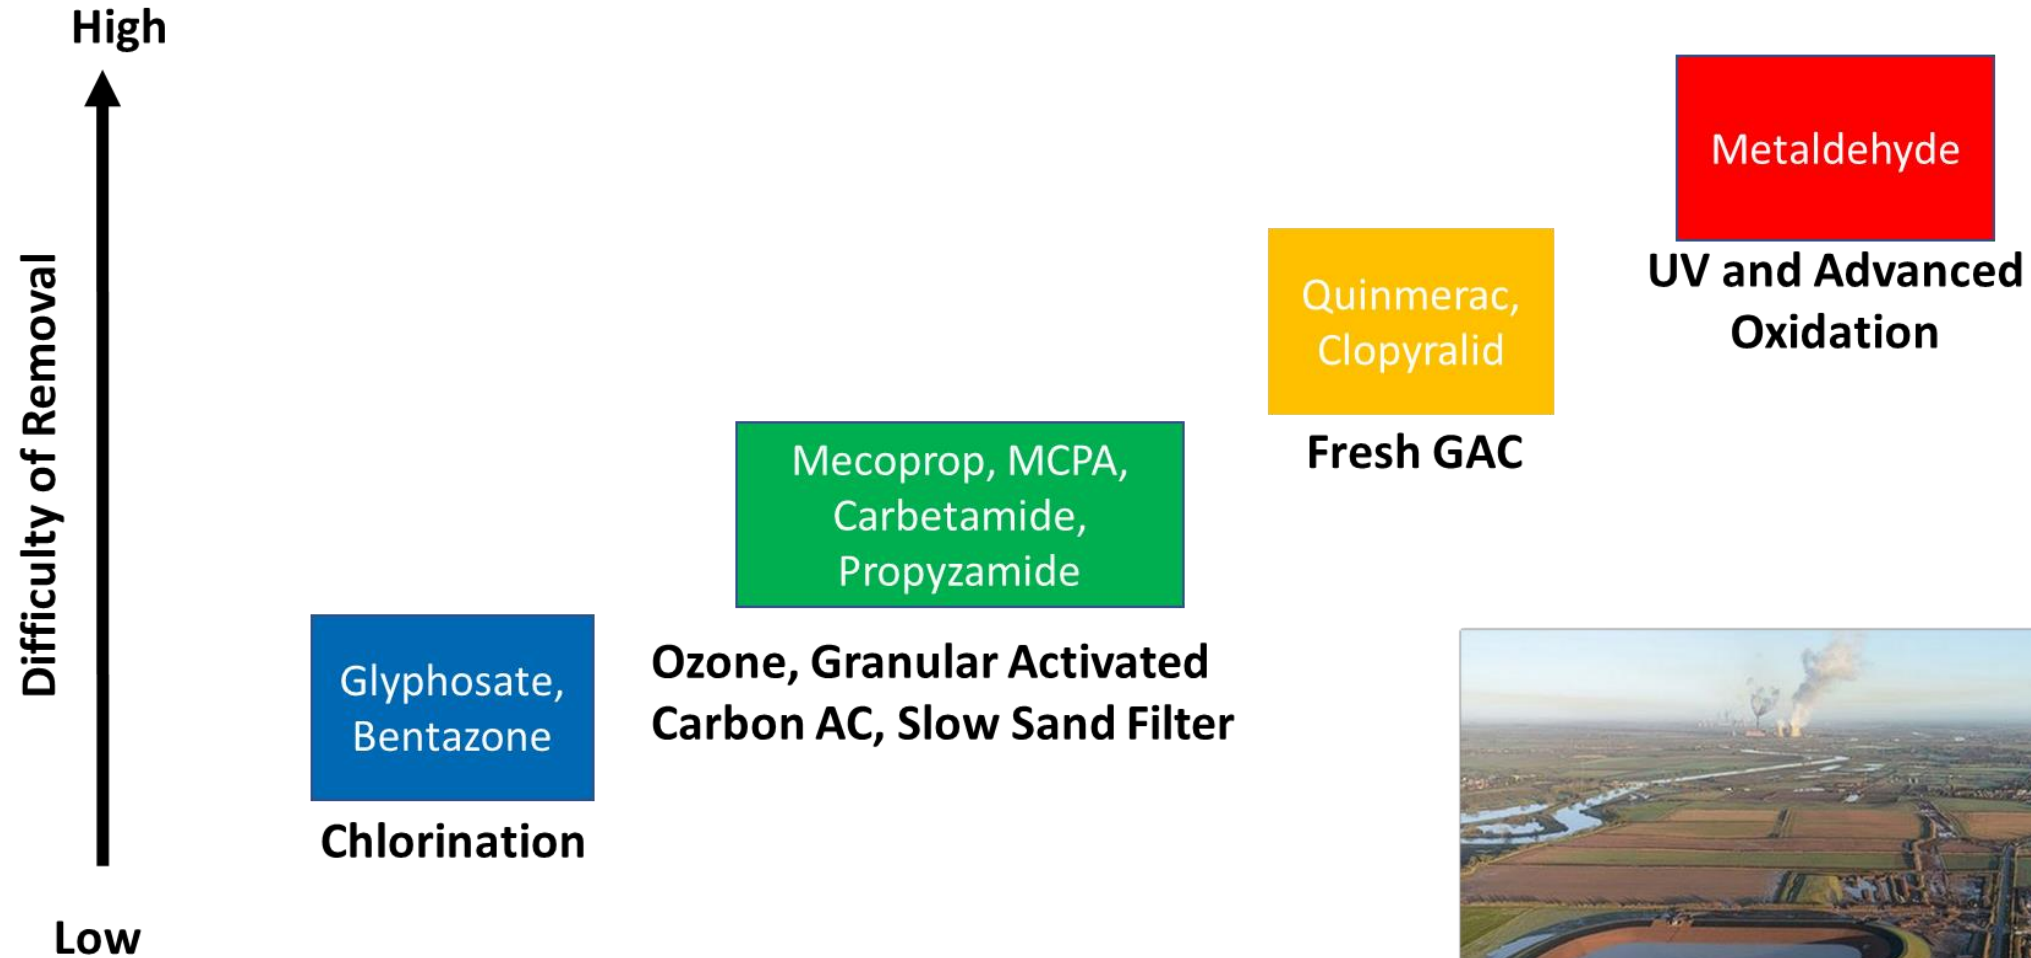 High
Difficulty of Removal
Low
Glyphosate,
Bentazone
Chlorination
Mecoprop, MCPA,
Carbetamide,
Propyzamide
Ozone, Granular Activated
Carbon AC, Slow Sand Filter
Quinmerac,
Clopyralid
Fresh GAC
Metaldehyde
UV and Advanced
Oxidation